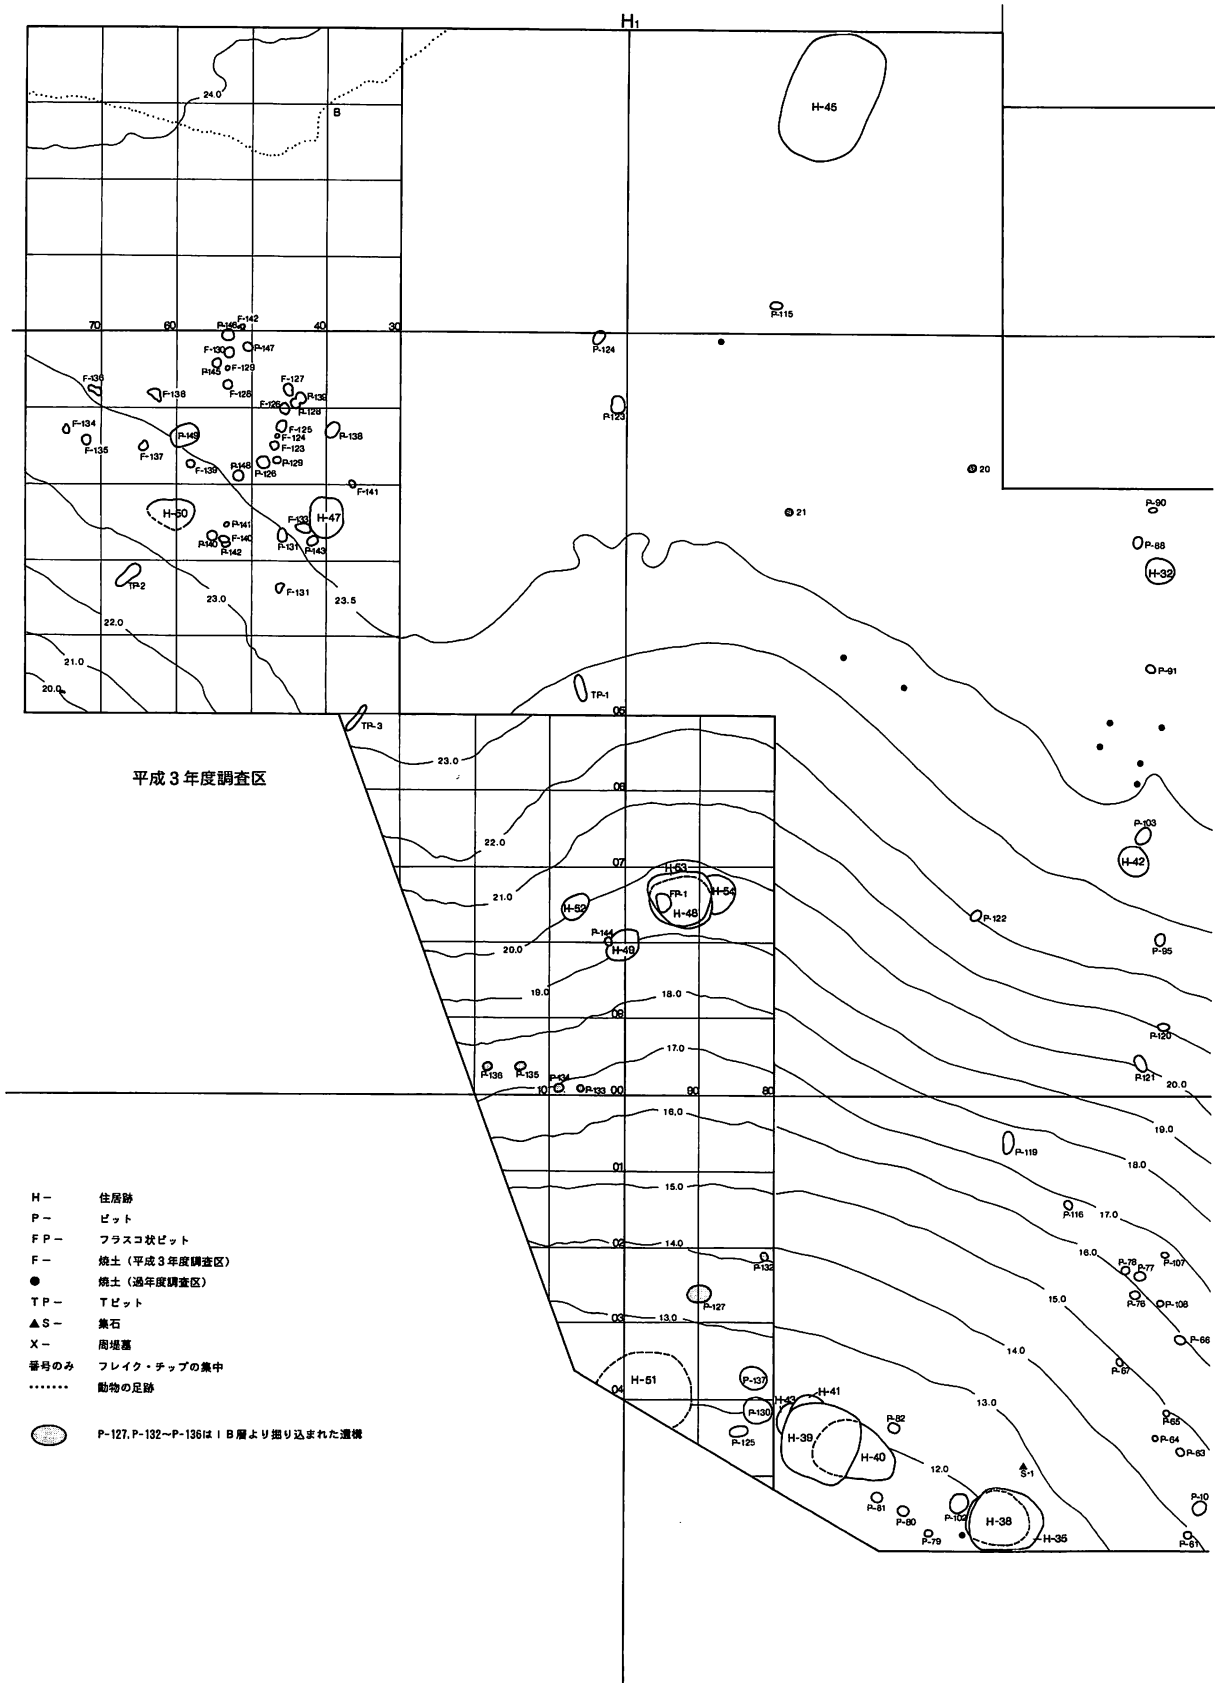 H1
24.0
B
H-45
P-115
70
60
40
30
P-146
F-142
P-124
F-130
P-147
P-145
F-129
F-136
F-138
F-128
F-127
P-139
F-126
P-128
P-123
F-134
F-135
P-149
F-125
F-124
F-123
P-138
F-137
F-139
P-148
P-126
P-129
F-141
20
21
P-90
H-50
F-133
H-47
P-141
P-140
F-140
P-142
P-131
P-143
P-88
H-32
TP-2
F-131
23.0
23.5
22.0
21.0
20.0
P-91
TP-1
05
TP-3
平成3年度調査区
23.0
06
22.0
P-103
H-42
07
H-53
FP-1
H-54
H-48
21.0
H-52
P-122
P-144
H-49
20.0
P-95
19.0
18.0
09
P-120
17.0
P-136
P-135
P-134
P-133
P-121
10
00
90
80
20.0
16.0
19.0
P-119
18.0
01
15.0
P-116
17.0
02
14.0
16.0
P-132
P-78
P-77
P-107
P-76
P-108
P-127
15.0
03
13.0
P-66
14.0
P-67
H-51
P-137
04
H-43
H-41
13.0
P-130
P-65
P-125
H-39
P-82
P-64
P-63
H-40
12.0
S-1
P-81
P-80
P-102
P-10
H-38
P-79
H-35
P-61
H－ 住居跡
P－ ピット
FP－ フラスコ状ピット
F－ 焼土（平成3年度調査区）
● 焼土（過年度調査区）
TP－ Tピット
▲S－ 集石
X－ 周堤墓
番号のみ フレイク・チップの集中
‥‥‥ 動物の足跡
P-127, P-132～P-136はⅠB層より掘り込まれた遺構